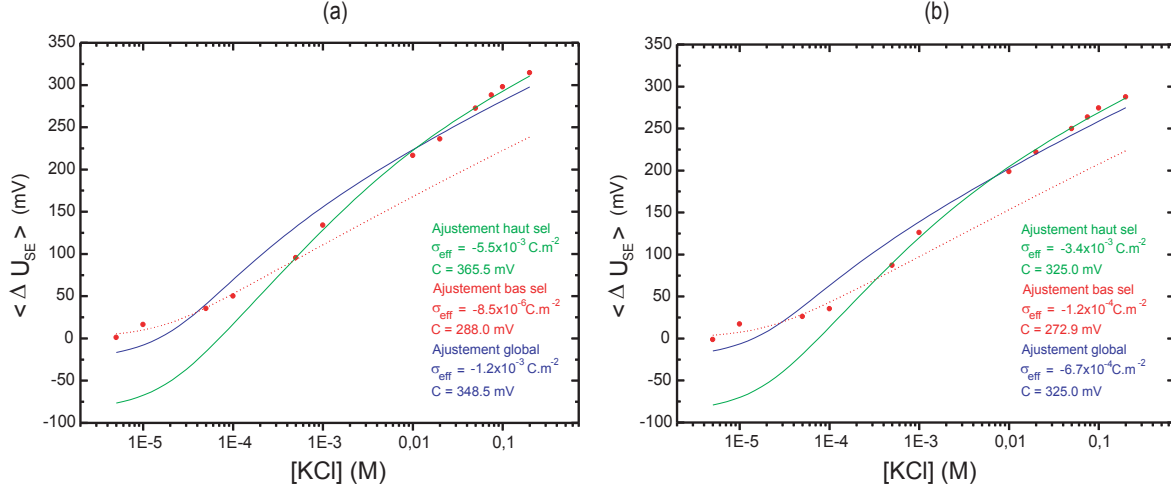 (a)
350
300
250
200
150
100
50
0
-50
-100
< Δ U_SE > (mV)
1E-5 1E-4 1E-3 0,01 0,1
[KCl] (M)
Ajustement haut sel
σ_eff = -5.5x10^-3 C.m^-2
C = 365.5 mV
Ajustement bas sel
σ_eff = -8.5x10^-6 C.m^-2
C = 288.0 mV
Ajustement global
σ_eff = -1.2x10^-3 C.m^-2
C = 348.5 mV
(b)
350
300
250
200
150
100
50
0
-50
-100
< Δ U_SE > (mV)
1E-5 1E-4 1E-3 0,01 0,1
[KCl] (M)
Ajustement haut sel
σ_eff = -3.4x10^-3 C.m^-2
C = 325.0 mV
Ajustement bas sel
σ_eff = -1.2x10^-4 C.m^-2
C = 272.9 mV
Ajustement global
σ_eff = -6.7x10^-4 C.m^-2
C = 325.0 mV